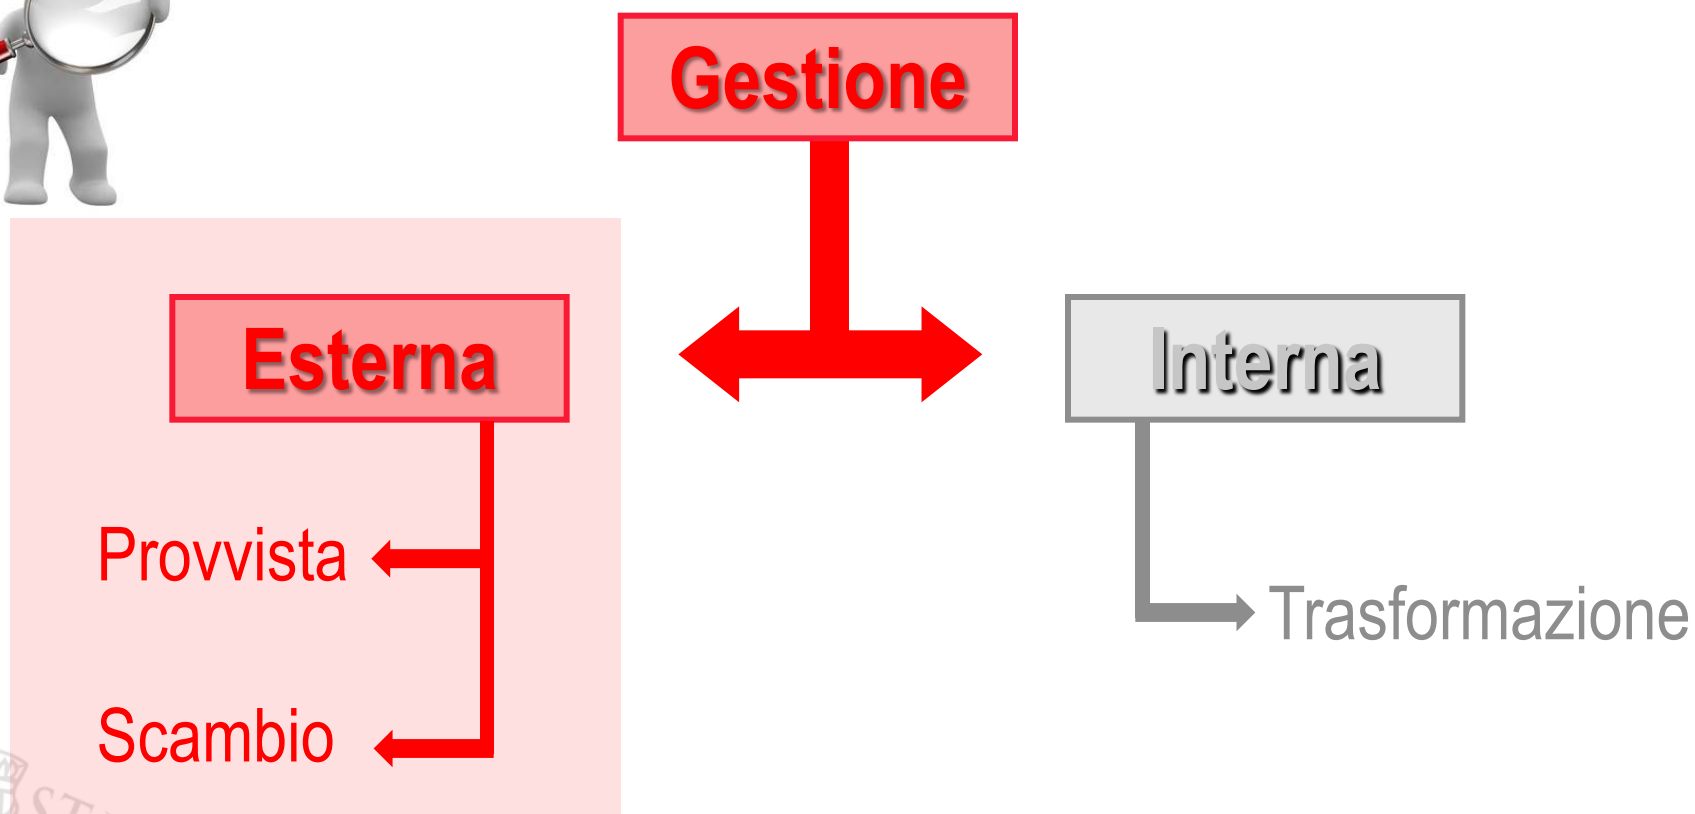 Gestione
Esterna
Interna
Provvista
Trasformazione
Scambio